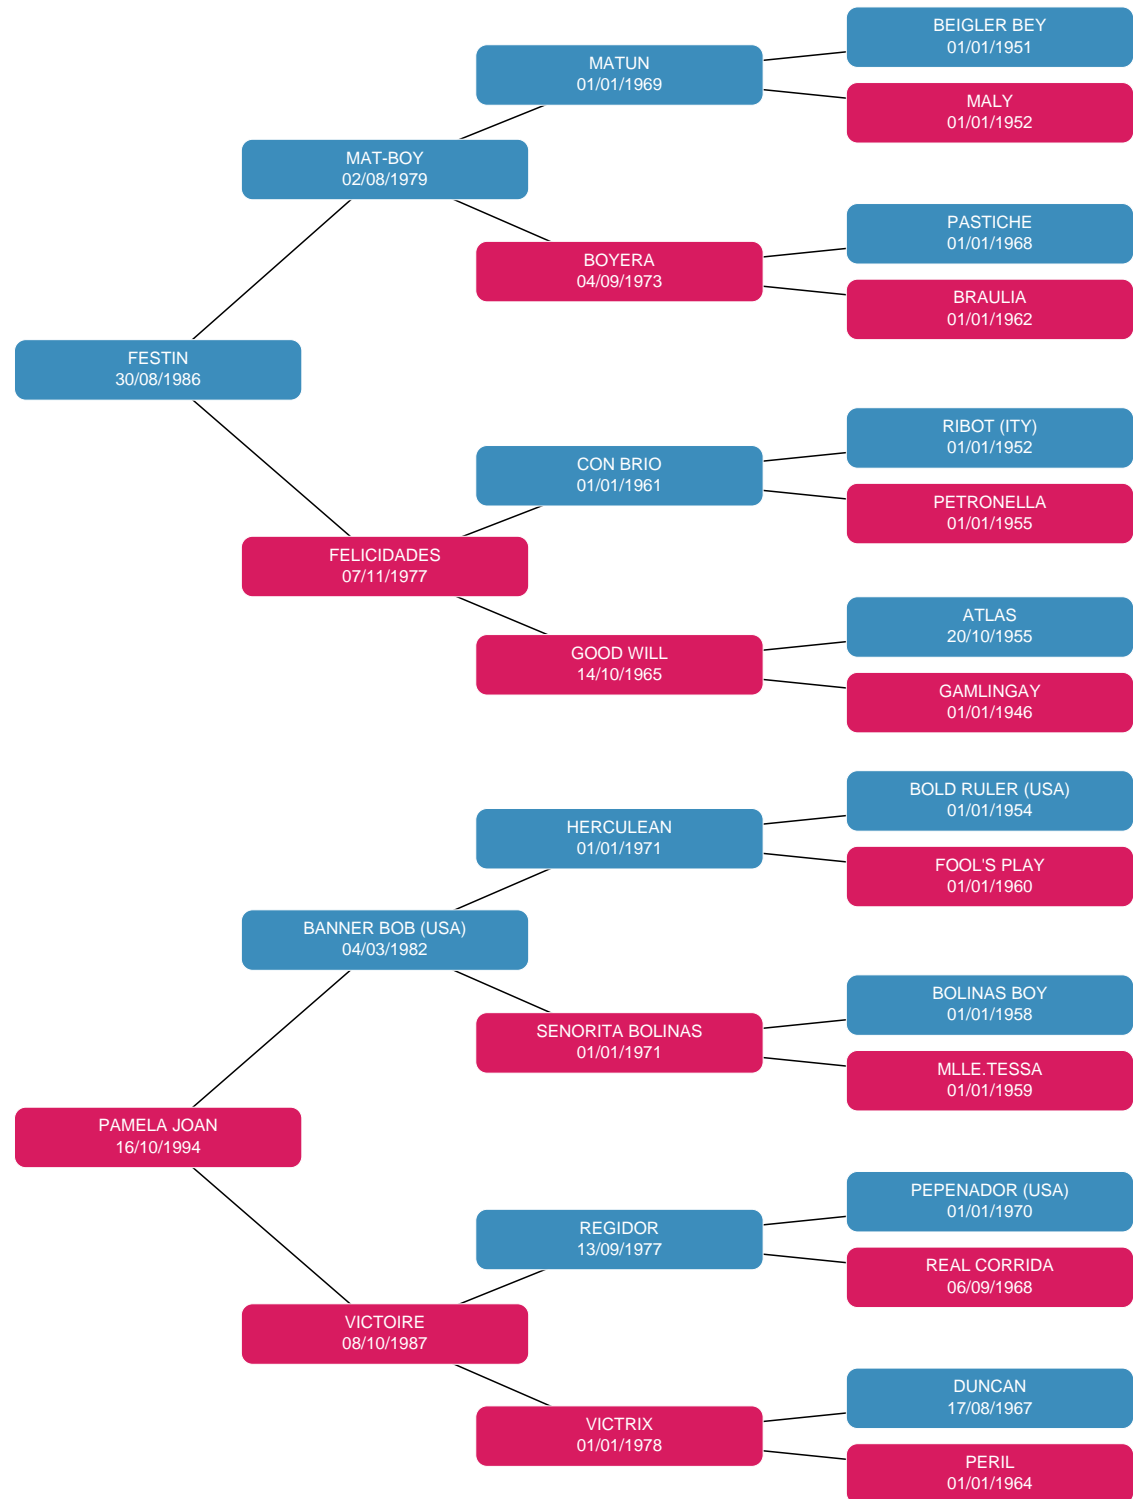 BEIGLER BEY
01/01/1951
MATUN
01/01/1969
MALY
01/01/1952
MAT-BOY
02/08/1979
PASTICHE
01/01/1968
BOYERA
04/09/1973
BRAULIA
01/01/1962
FESTIN
30/08/1986
RIBOT (ITY)
01/01/1952
CON BRIO
01/01/1961
PETRONELLA
01/01/1955
FELICIDADES
07/11/1977
ATLAS
20/10/1955
GOOD WILL
14/10/1965
GAMLINGAY
01/01/1946
BOLD RULER (USA)
01/01/1954
HERCULEAN
01/01/1971
FOOL'S PLAY
01/01/1960
BANNER BOB (USA)
04/03/1982
BOLINAS BOY
01/01/1958
SENORITA BOLINAS
01/01/1971
MLLE.TESSA
01/01/1959
PAMELA JOAN
16/10/1994
PEPENADOR (USA)
01/01/1970
REGIDOR
13/09/1977
REAL CORRIDA
06/09/1968
VICTOIRE
08/10/1987
DUNCAN
17/08/1967
VICTRIX
01/01/1978
PERIL
01/01/1964